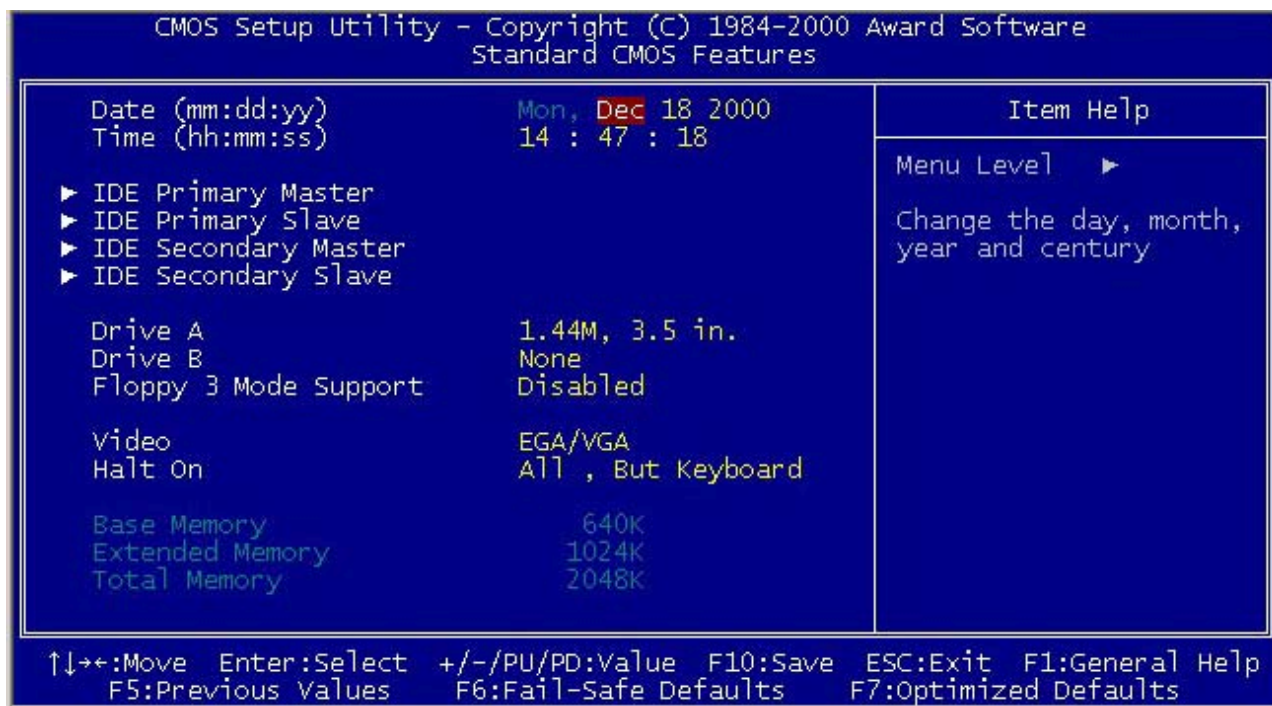 CMOS Setup Utility – Copyright (C) 1984–2000 Award Software
Standard CMOS Features
Date (mm:dd:yy) Mon, Dec 18 2000
Time (hh:mm:ss) 14 : 47 : 18
► IDE Primary Master
► IDE Primary Slave
► IDE Secondary Master
► IDE Secondary Slave
Drive A 1.44M, 3.5 in.
Drive B None
Floppy 3 Mode Support Disabled
Video EGA/VGA
Halt On All , But Keyboard
Base Memory 640K
Extended Memory 1024K
Total Memory 2048K
Item Help
Menu Level ►
Change the day, month,
year and century
↑↓→←:Move Enter:Select +/-/PU/PD:Value F10:Save ESC:Exit F1:General Help
F5:Previous Values F6:Fail-Safe Defaults F7:Optimized Defaults